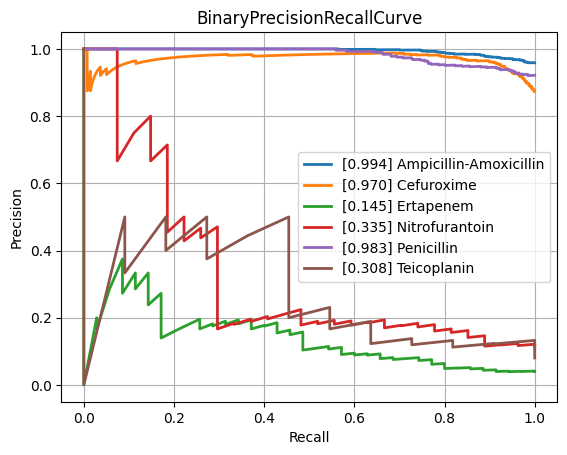 BinaryPrecisionRecallCurve
1.0
0.8
0.6
0.4
0.2
0.0
Precision
[0.994] Ampicillin-Amoxicillin
[0.970] Cefuroxime
[0.145] Ertapenem
[0.335] Nitrofurantoin
[0.983] Penicillin
[0.308] Teicoplanin
0.0 0.2 0.4 0.6 0.8 1.0
Recall